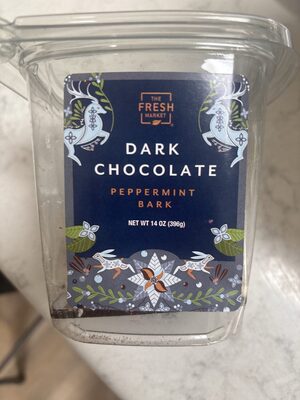 THE
FRESH
MARKET
DARK
CHOCOLATE
PEPPERMINT
BARK
NET WT 14 OZ (396g)